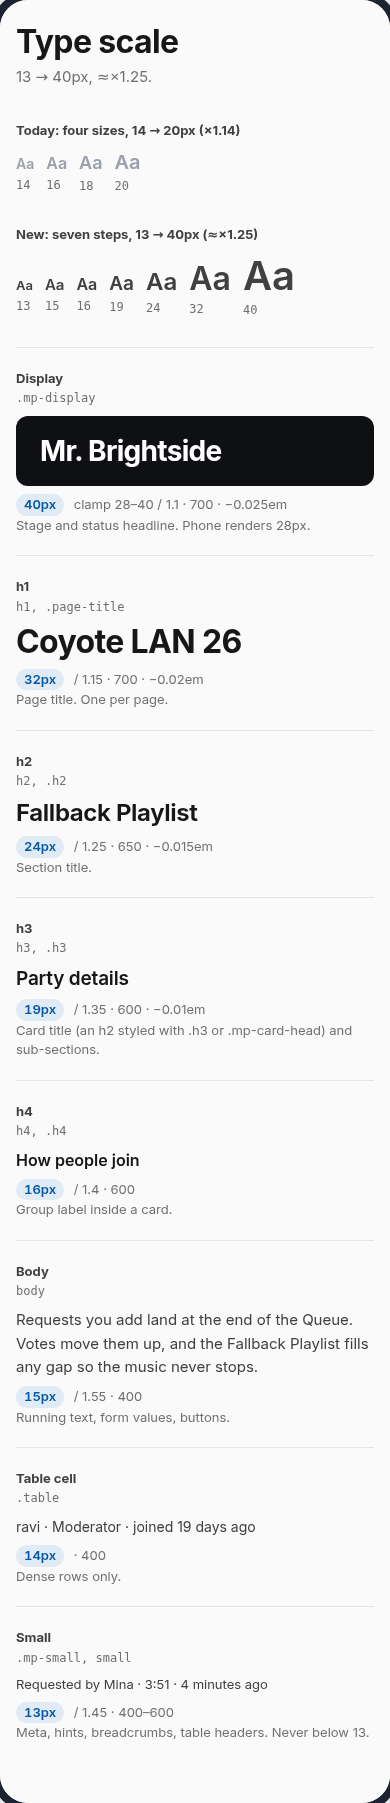 Type scale
13 → 40px, ≈×1.25.
Today: four sizes, 14 → 20px (×1.14)
Aa Aa Aa Aa
14 16 18 20
New: seven steps, 13 → 40px (≈×1.25)
Aa Aa Aa Aa Aa Aa Aa
13 15 16 19 24 32 40
Display
.mp-display
Mr. Brightside
40px clamp 28–40 / 1.1 · 700 · −0.025em
Stage and status headline. Phone renders 28px.
h1
h1, .page-title
Coyote LAN 26
32px / 1.15 · 700 · −0.02em
Page title. One per page.
h2
h2, .h2
Fallback Playlist
24px / 1.25 · 650 · −0.015em
Section title.
h3
h3, .h3
Party details
19px / 1.35 · 600 · −0.01em
Card title (an h2 styled with .h3 or .mp-card-head) and
sub-sections.
h4
h4, .h4
How people join
16px / 1.4 · 600
Group label inside a card.
Body
body
Requests you add land at the end of the Queue.
Votes move them up, and the Fallback Playlist fills
any gap so the music never stops.
15px / 1.55 · 400
Running text, form values, buttons.
Table cell
.table
ravi · Moderator · joined 19 days ago
14px · 400
Dense rows only.
Small
.mp-small, small
Requested by Mina · 3:51 · 4 minutes ago
13px / 1.45 · 400–600
Meta, hints, breadcrumbs, table headers. Never below 13.